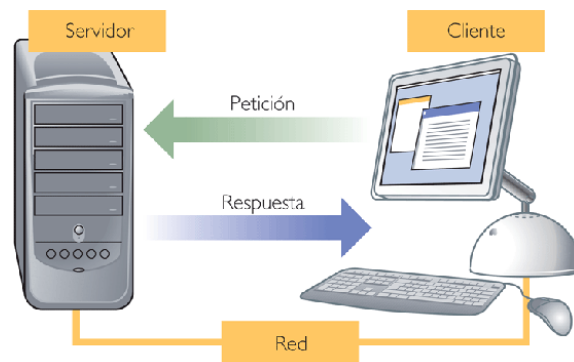 Servidor
Cliente
Petición
Respuesta
Red